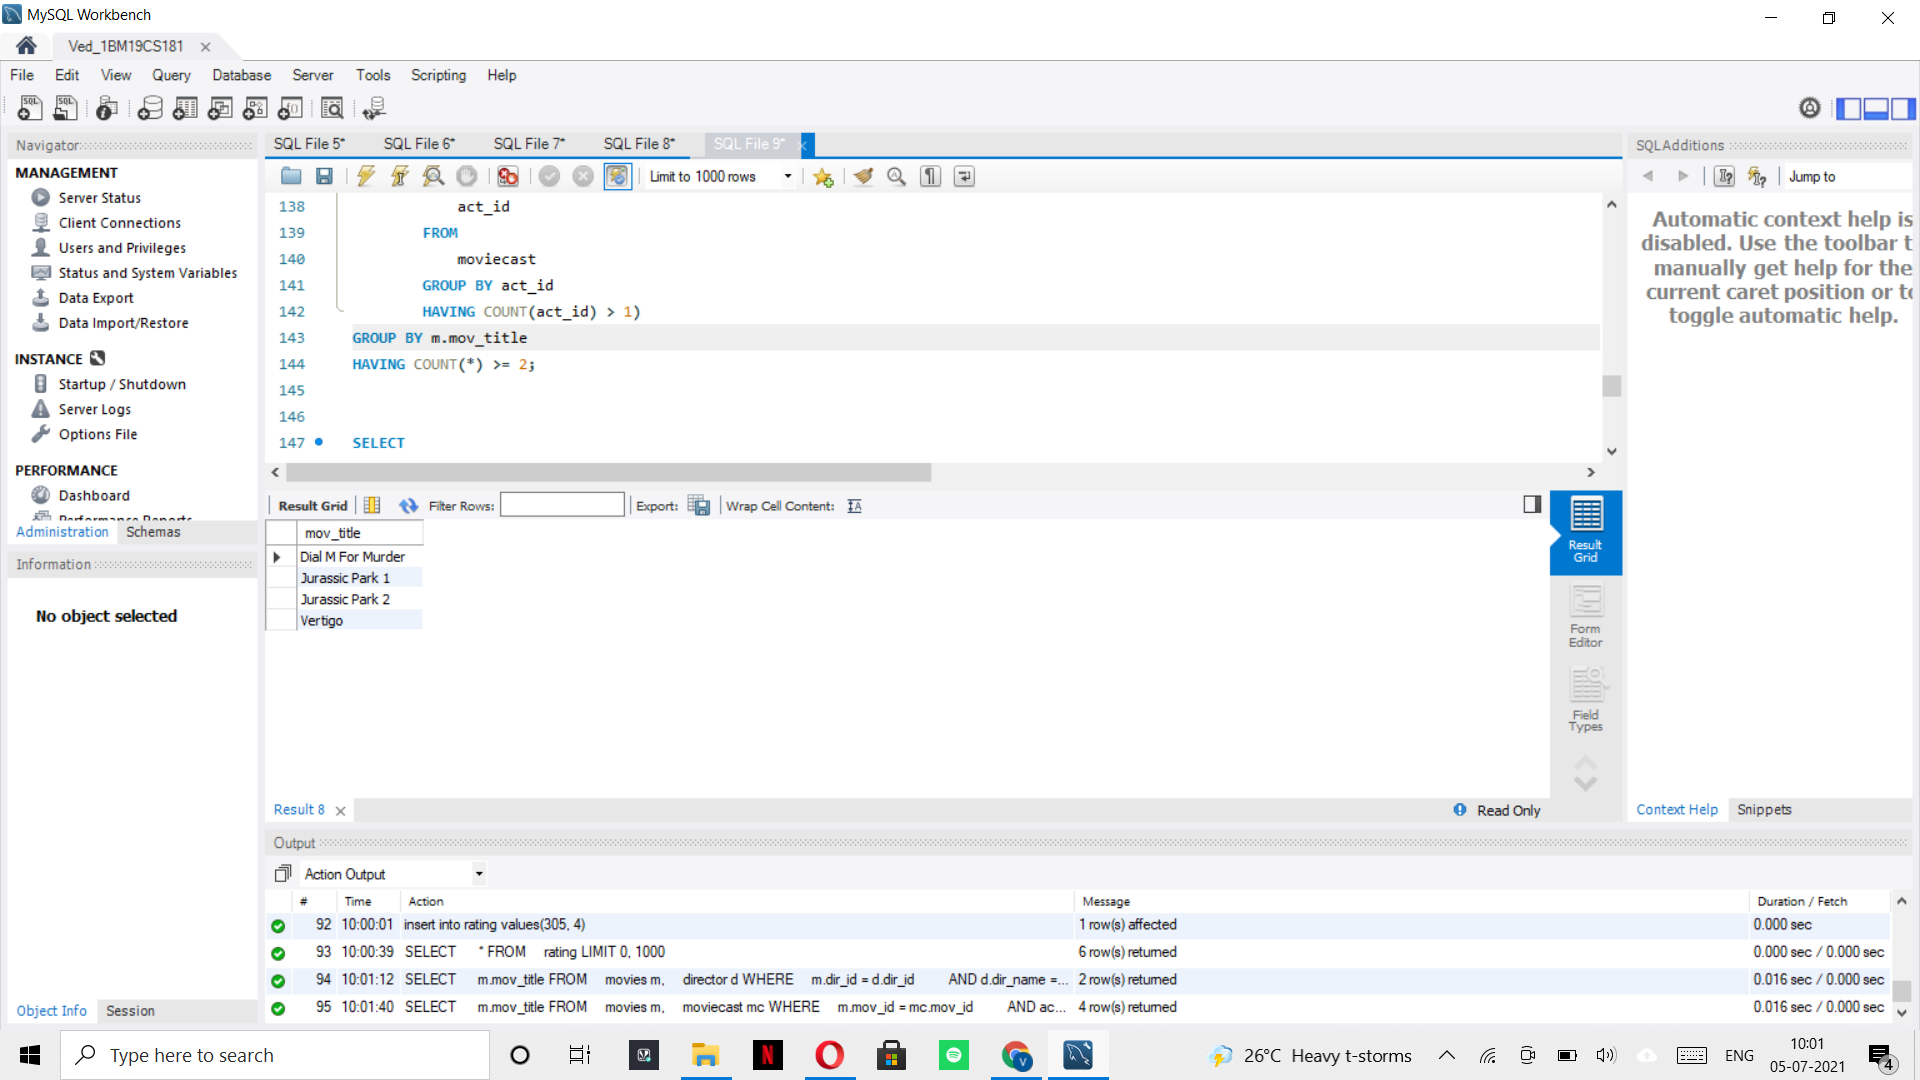 MySQL Workbench
Ved_1BM19CS181
File Edit View Query Database Server Tools Scripting Help
Navigator
MANAGEMENT
Server Status
Client Connections
Users and Privileges
Status and System Variables
Data Export
Data Import/Restore
INSTANCE
Startup / Shutdown
Server Logs
Options File
PERFORMANCE
Dashboard
Performance Reports
Administration Schemas
Information
No object selected
Object Info Session
SQL File 5* SQL File 6* SQL File 7* SQL File 8* SQL File 9*
Limit to 1000 rows
138 act_id
139 FROM
140 moviecast
141 GROUP BY act_id
142 HAVING COUNT(act_id) > 1)
143 GROUP BY m.mov_title
144 HAVING COUNT(*) >= 2;
145
146
147 SELECT
Result Grid Filter Rows: Export: Wrap Cell Content:
mov_title
Dial M For Murder
Jurassic Park 1
Jurassic Park 2
Vertigo
Result Grid
Form Editor
Field Types
Result 8
Read Only
SQLAdditions
Jump to
Automatic context help is
disabled. Use the toolbar t
manually get help for the
current caret position or to
toggle automatic help.
Context Help Snippets
Output
Action Output
# Time Action Message Duration / Fetch
92 10:00:01 insert into rating values(305, 4) 1 row(s) affected 0.000 sec
93 10:00:39 SELECT * FROM rating LIMIT 0, 1000 6 row(s) returned 0.000 sec / 0.000 sec
94 10:01:12 SELECT m.mov_title FROM movies m, director d WHERE m.dir_id = d.dir_id AND d.dir_name =... 2 row(s) returned 0.016 sec / 0.000 sec
95 10:01:40 SELECT m.mov_title FROM movies m, moviecast mc WHERE m.mov_id = mc.mov_id AND ac... 4 row(s) returned 0.016 sec / 0.000 sec
Type here to search
26°C Heavy t-storms
ENG
10:01
05-07-2021
4